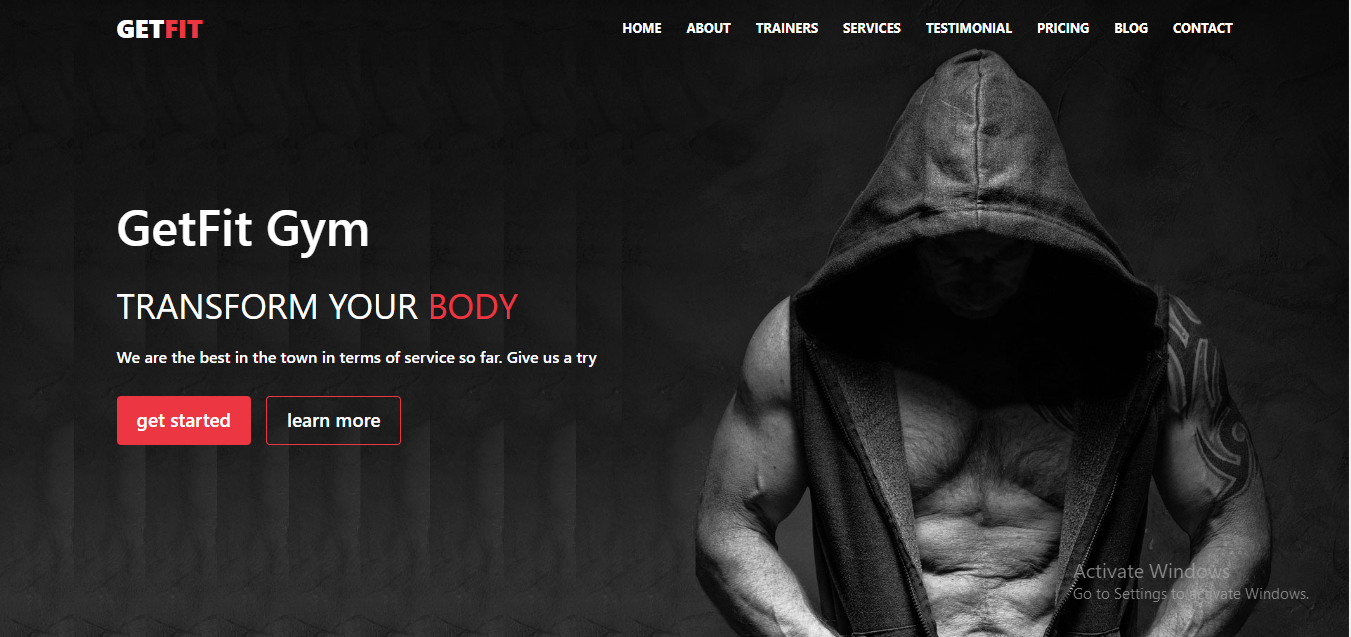 GETFIT
HOME ABOUT TRAINERS SERVICES TESTIMONIAL PRICING BLOG CONTACT
GetFit Gym
TRANSFORM YOUR BODY
We are the best in the town in terms of service so far. Give us a try
get started learn more
Activate Windows
Go to Settings to activate Windows.